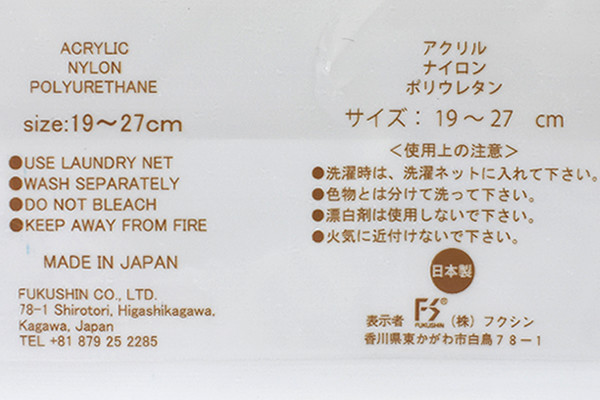 ACRYLIC
NYLON
POLYURETHANE
size:19～27cm
●USE LAUNDRY NET
●WASH SEPARATELY
●DO NOT BLEACH
●KEEP AWAY FROM FIRE
MADE IN JAPAN
FUKUSHIN CO., LTD.
78-1 Shirotori, Higashikagawa,
Kagawa, Japan
TEL +81 879 25 2285
アクリル
ナイロン
ポリウレタン
サイズ： 19～27 cm
＜使用上の注意＞
●洗濯時は、洗濯ネットに入れて下さい。
●色物とは分けて洗って下さい。
●漂白剤は使用しないで下さい。
●火気に近付けないで下さい。
日本製
FS®
FUKUSHIN
表示者 （株）フクシン
香川県東かがわ市白鳥７８－１